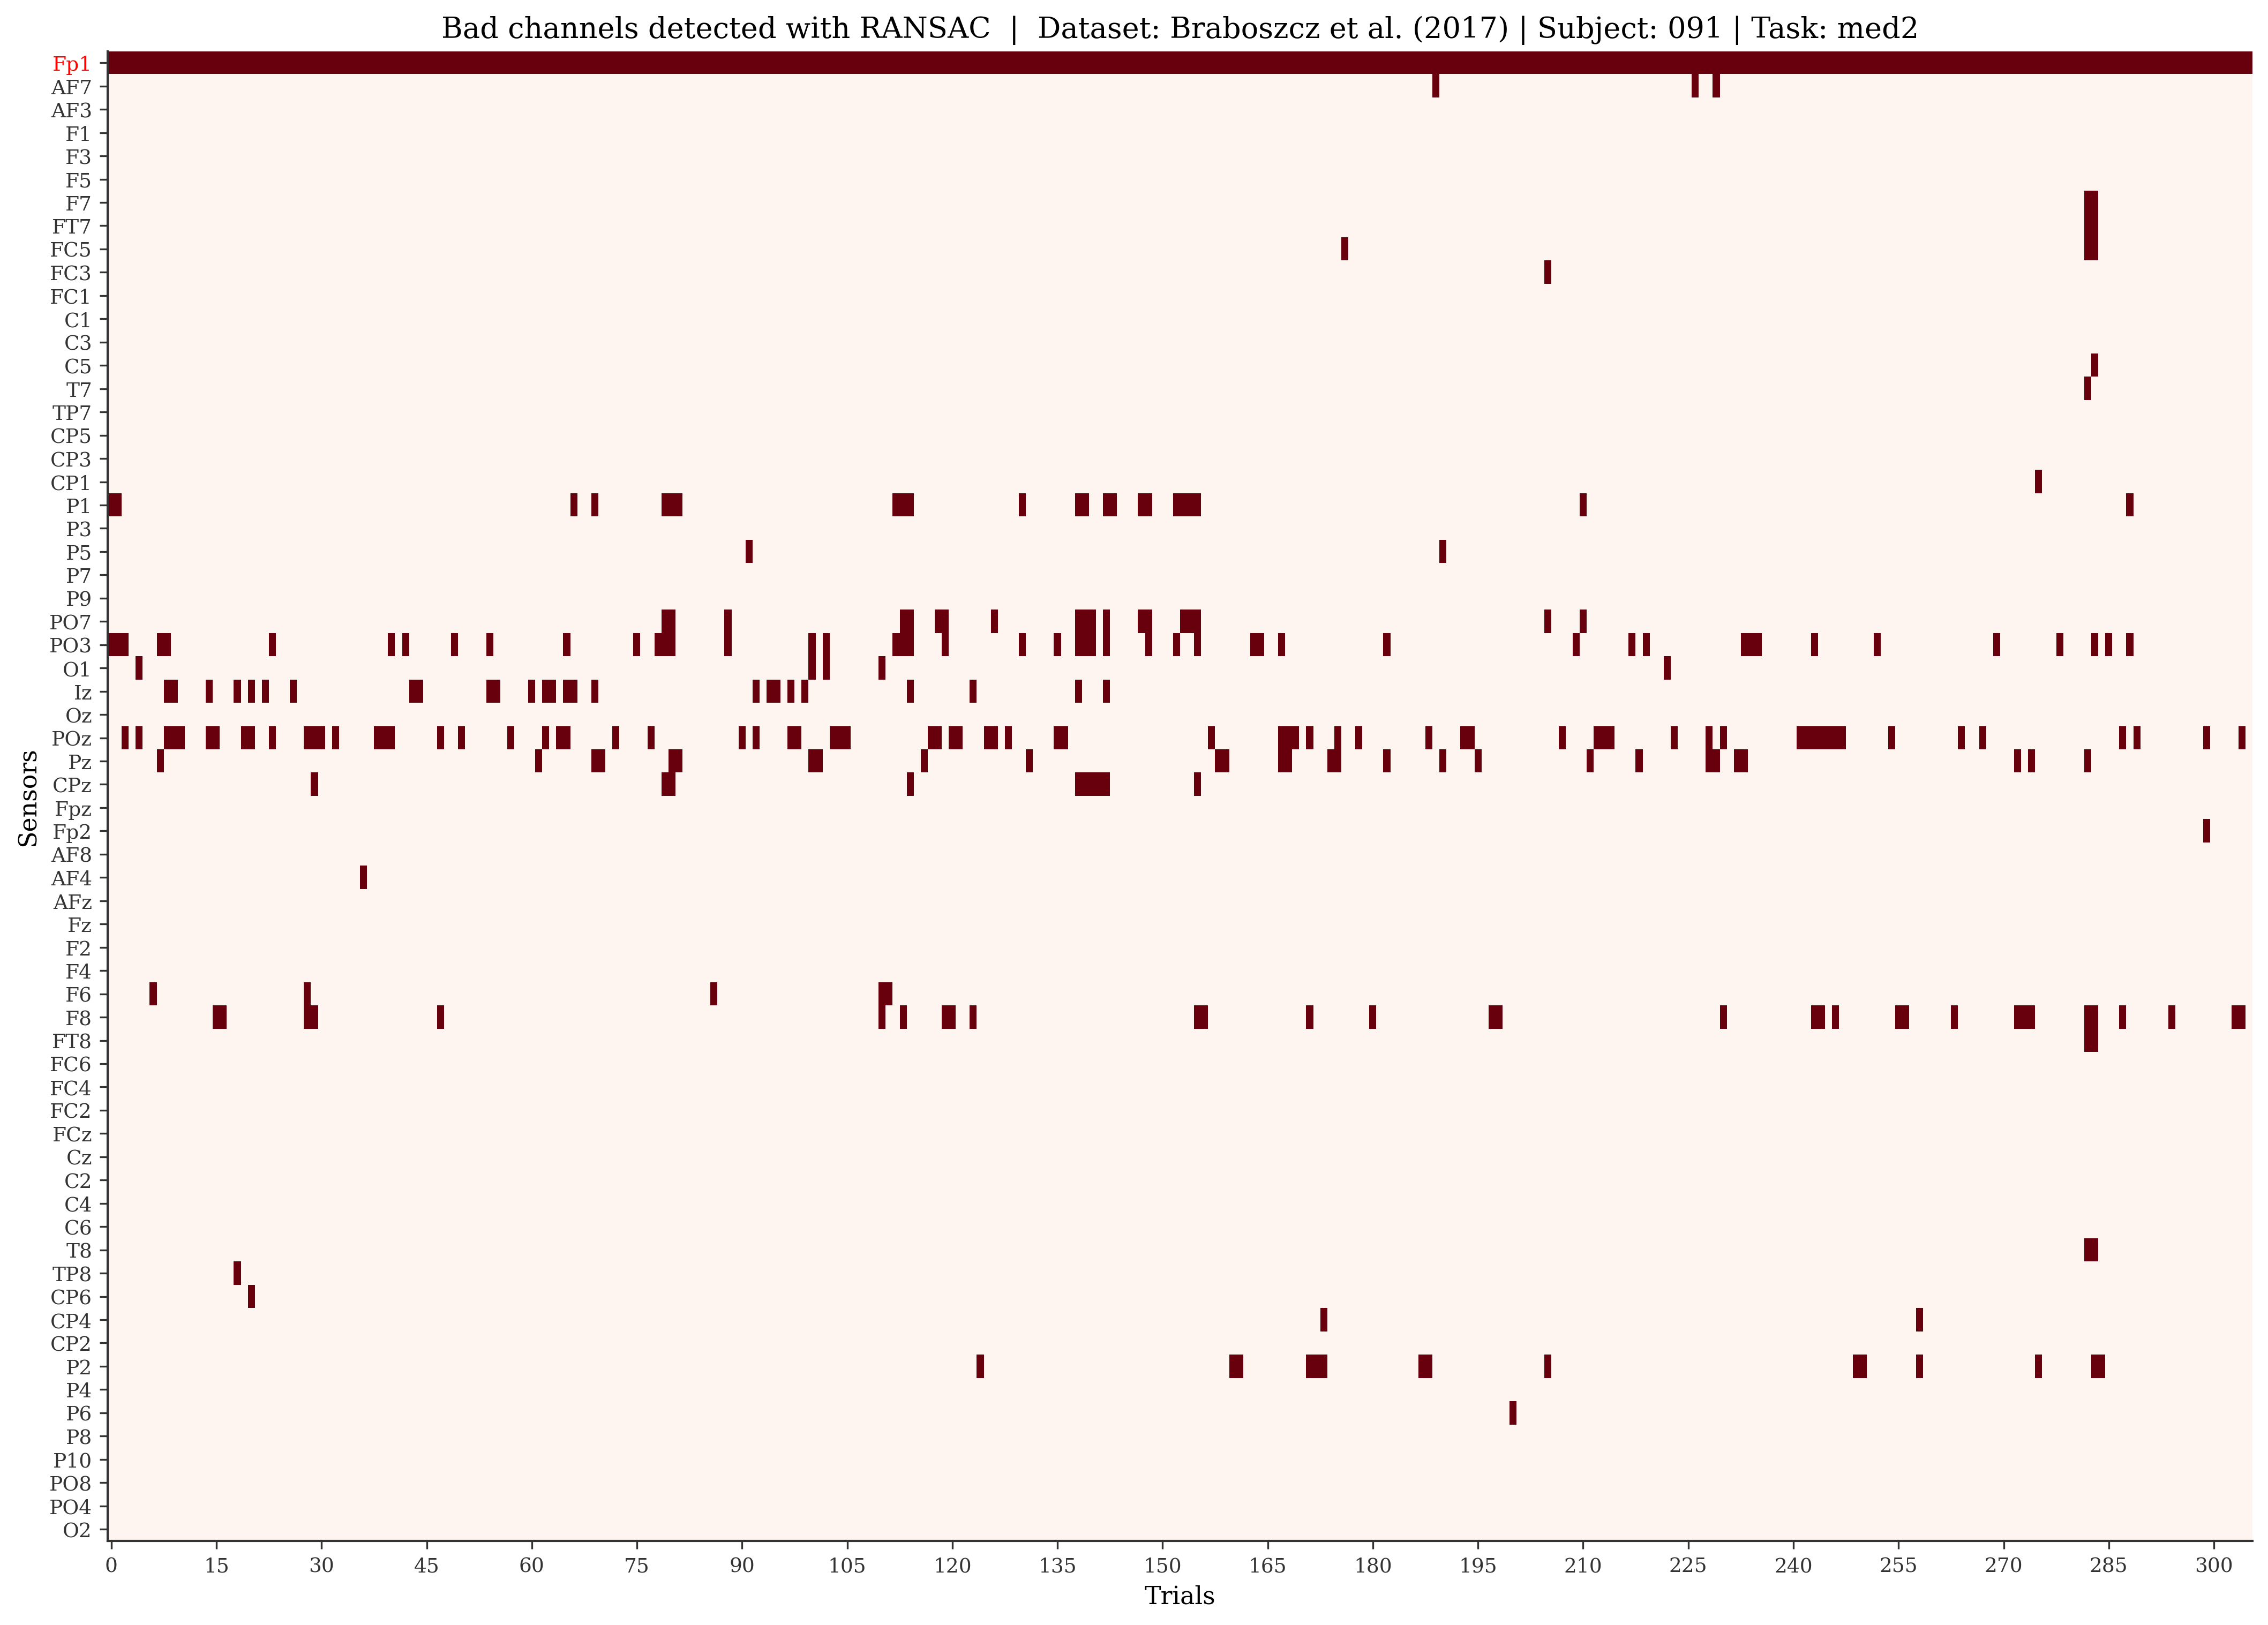 Bad channels detected with RANSAC | Dataset: Braboszcz et al. (2017) | Subject: 091 | Task: med2
Sensors
Fp1
AF7
AF3
F1
F3
F5
F7
FT7
FC5
FC3
FC1
C1
C3
C5
T7
TP7
CP5
CP3
CP1
P1
P3
P5
P7
P9
PO7
PO3
O1
Iz
Oz
POz
Pz
CPz
Fpz
Fp2
AF8
AF4
AFz
Fz
F2
F4
F6
F8
FT8
FC6
FC4
FC2
FCz
Cz
C2
C4
C6
T8
TP8
CP6
CP4
CP2
P2
P4
P6
P8
P10
PO8
PO4
O2
0 15 30 45 60 75 90 105 120 135 150 165 180 195 210 225 240 255 270 285 300
Trials